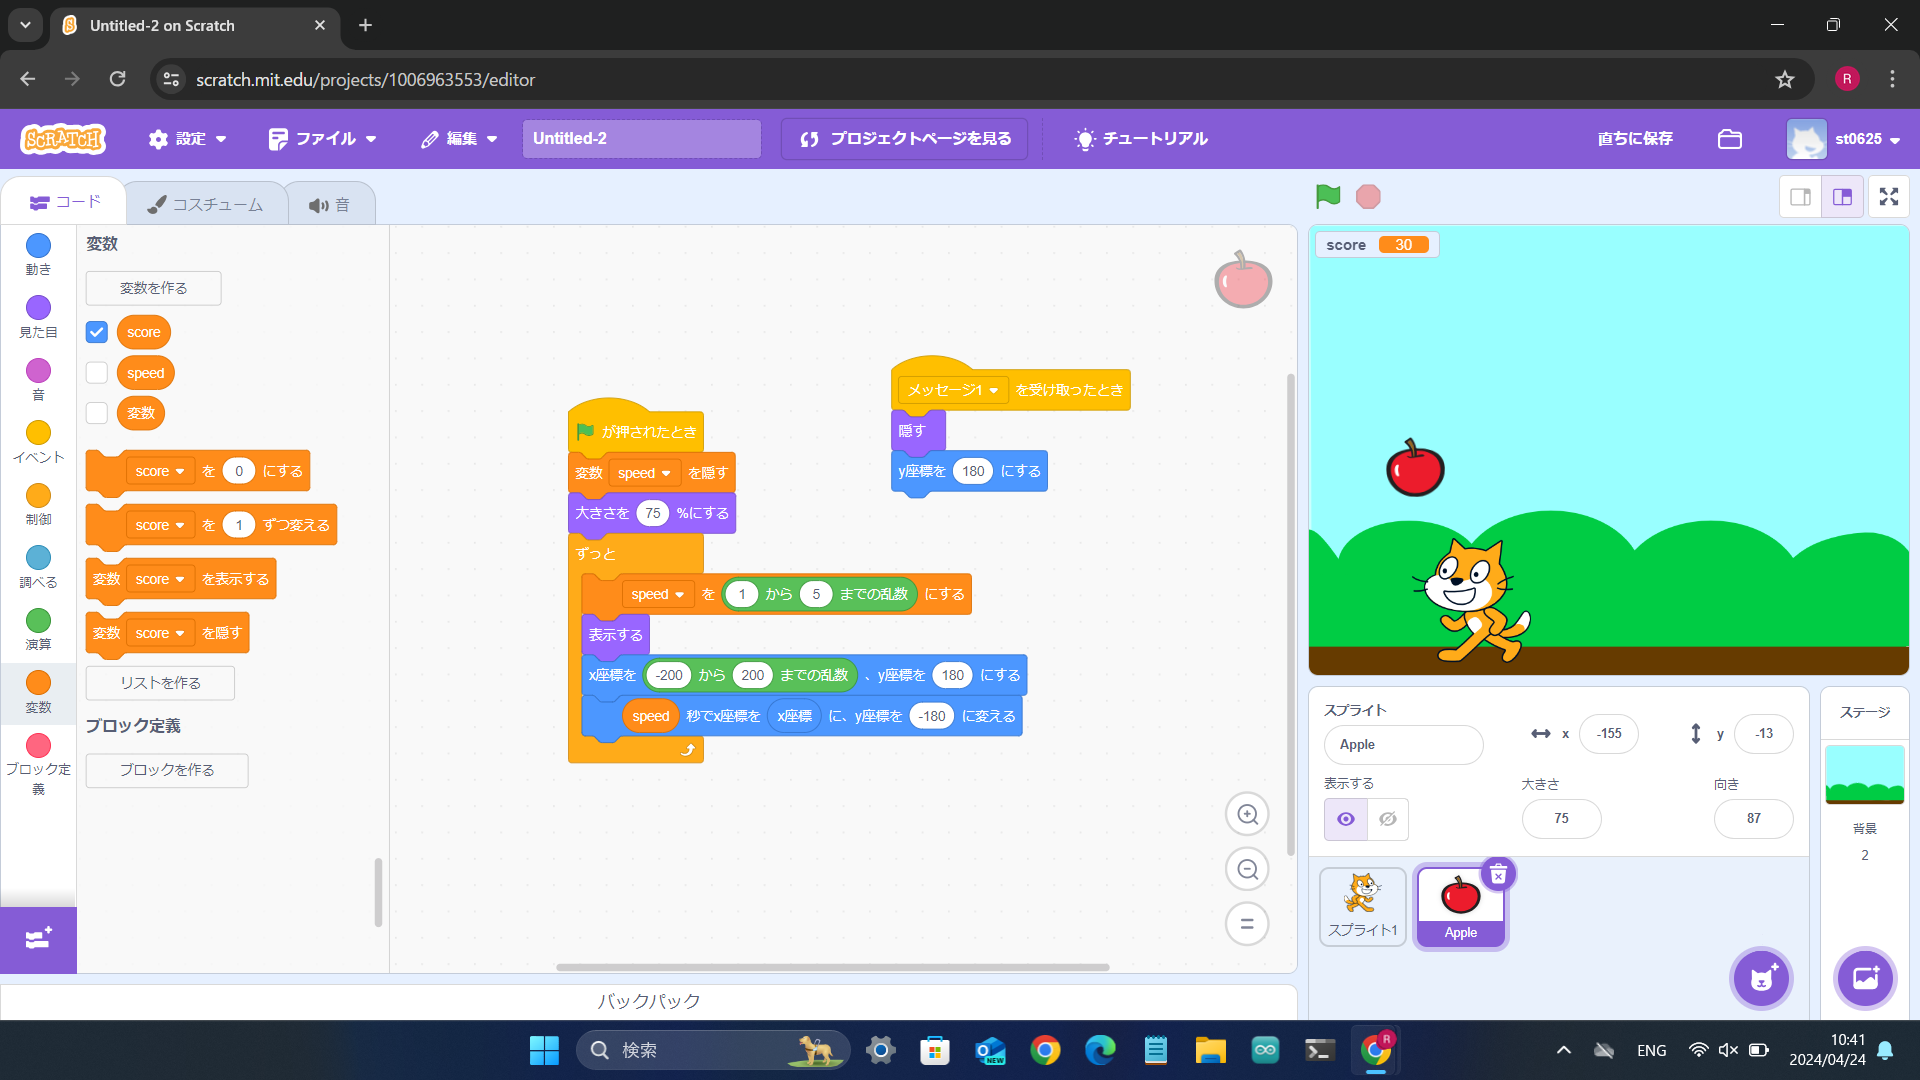 Untitled-2 on Scratch
scratch.mit.edu/projects/1006963553/editor
R
SCRATCH
設定
ファイル
編集
Untitled-2
プロジェクトページを見る
チュートリアル
直ちに保存
st0625
コード
コスチューム
音
動き
見た目
音
イベント
制御
調べる
演算
変数
ブロック定
義
変数
変数を作る
score
speed
変数
score を 0 にする
score を 1 ずつ変える
変数 score を表示する
変数 score を隠す
リストを作る
ブロック定義
ブロックを作る
が押されたとき
変数 speed を隠す
大きさを 75 %にする
ずっと
speed を 1 から 5 までの乱数 にする
表示する
x座標を -200 から 200 までの乱数 、y座標を 180 にする
speed 秒でx座標を x座標 に、y座標を -180 に変える
メッセージ1 を受け取ったとき
隠す
y座標を 180 にする
score 30
スプライト
Apple
x -155
y -13
表示する
大きさ
向き
75
87
スプライト1
Apple
ステージ
背景
2
バックパック
検索
NEW
R
ENG
10:41
2024/04/24